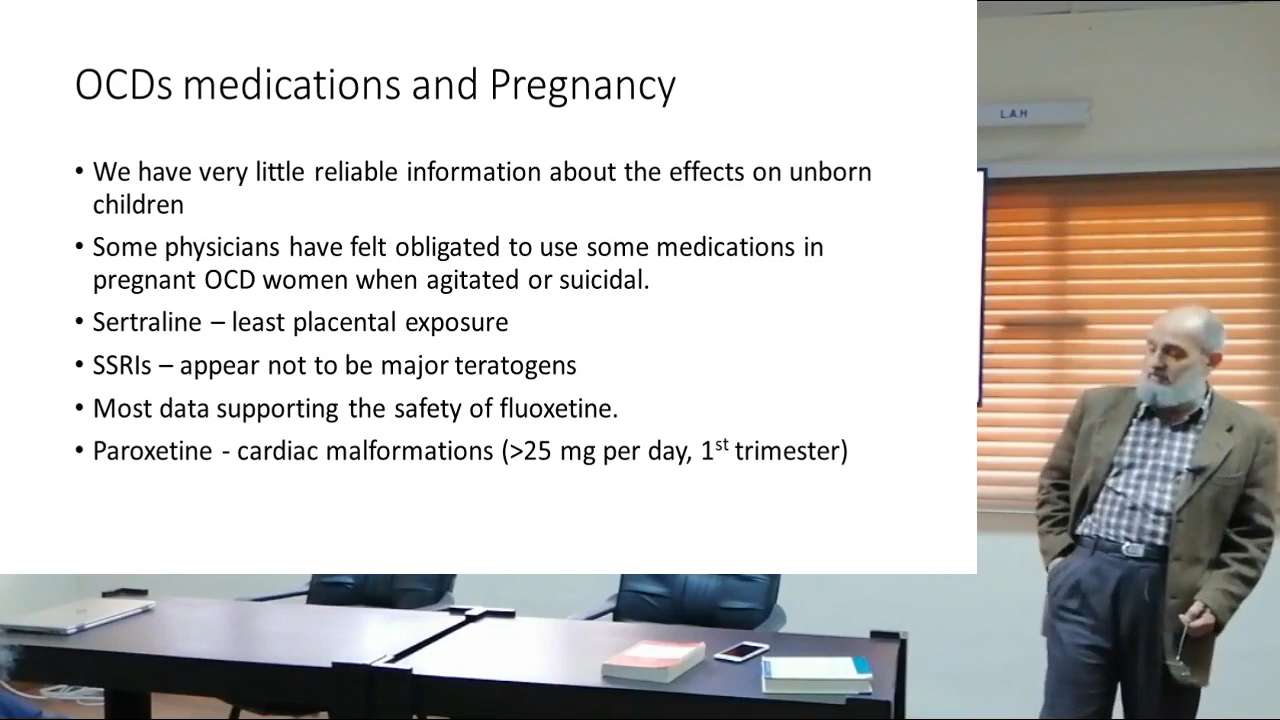 OCDs medications and Pregnancy
• We have very little reliable information about the effects on unborn
children
• Some physicians have felt obligated to use some medications in
pregnant OCD women when agitated or suicidal.
• Sertraline – least placental exposure
• SSRIs – appear not to be major teratogens
• Most data supporting the safety of fluoxetine.
• Paroxetine - cardiac malformations (>25 mg per day, 1st trimester)
L.A.H